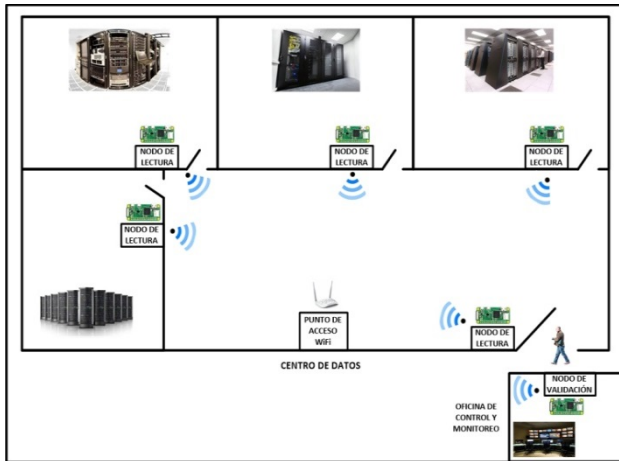 NODO DE
LECTURA
NODO DE
LECTURA
NODO DE
LECTURA
NODO DE
LECTURA
PUNTO DE
ACCESO
WiFi
NODO DE
LECTURA
CENTRO DE DATOS
NODO DE
VALIDACIÓN
OFICINA DE
CONTROL Y
MONITOREO